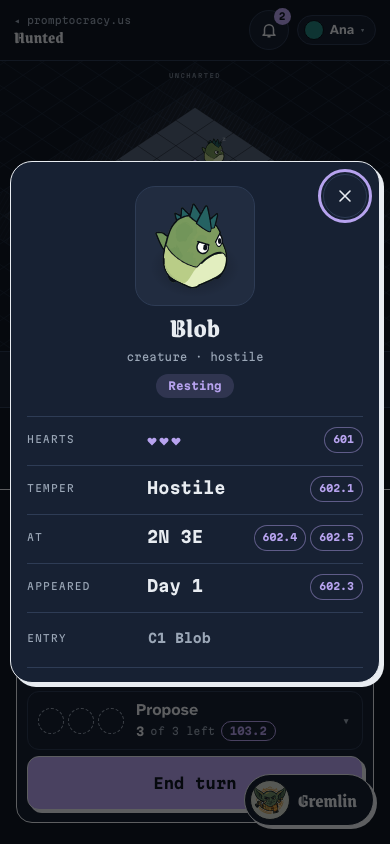 promptocracy.us
Hunted
2
Ana
UNCHARTED
Blob
creature · hostile
Resting
HEARTS 601
TEMPER Hostile 602.1
AT 2N 3E 602.4 602.5
APPEARED Day 1 602.3
ENTRY C1 Blob
Propose
3 of 3 left 103.2
End turn
Gremlin